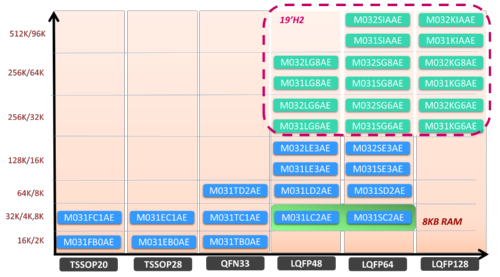 19'H2
M032SIAAE M032KIAAE
512K/96K
M031SIAAE M031KIAAE
M032LG8AE M032SG8AE M032KG8AE
256K/64K
M031LG8AE M031SG8AE M031KG8AE
M032LG6AE M032SG6AE M032KG6AE
256K/32K
M031LG6AE M031SG6AE M031KG6AE
M032LE3AE M032SE3AE
128K/16K
M031LE3AE M031SE3AE
64K/8K M031TD2AE M031LD2AE M031SD2AE
32K/4K,8K M031FC1AE M031EC1AE M031TC1AE M031LC2AE M031SC2AE 8KB RAM
16K/2K M031FB0AE M031EB0AE M031TB0AE
TSSOP20 TSSOP28 QFN33 LQFP48 LQFP64 LQFP128